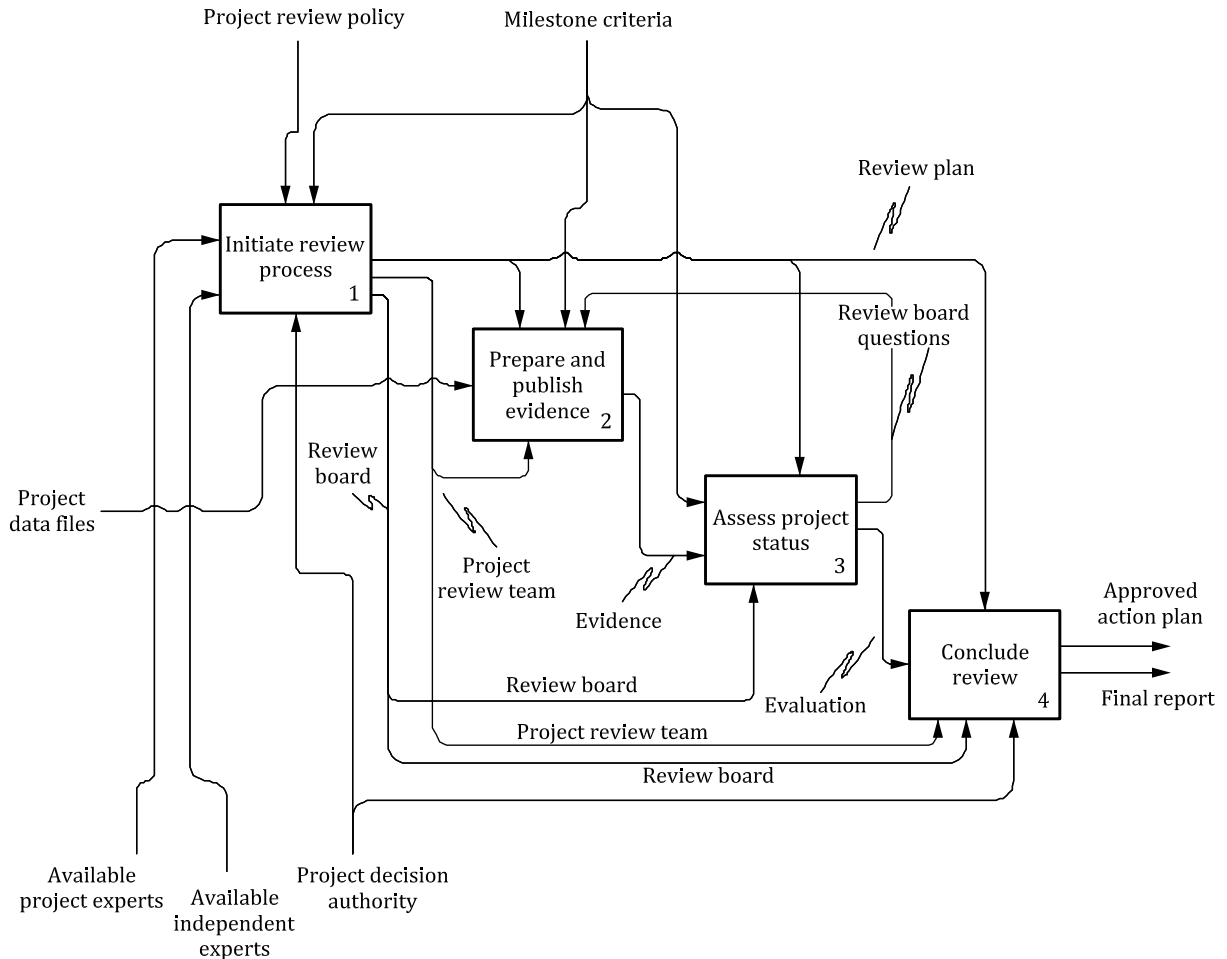 Project review policy
Milestone criteria
Review plan
Initiate review
process
1
Review board
questions
Prepare and
publish
evidence
2
Review
board
Project
data files
Assess project
status
3
Project
review team
Evidence
Approved
action plan
Conclude
review
4
Review board
Evaluation
Final report
Project review team
Review board
Available
project experts
Project decision
authority
Available
independent
experts